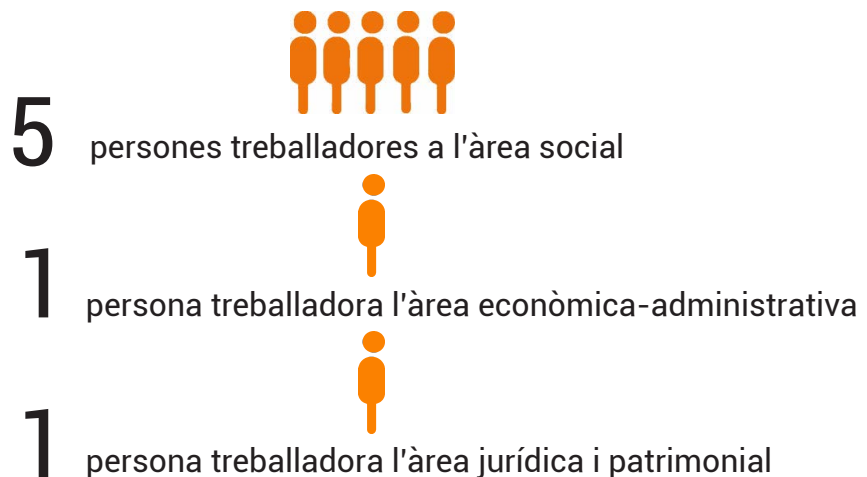 5 persones treballadores a l'àrea social
1 persona treballadora l'àrea econòmica-administrativa
1 persona treballadora l'àrea jurídica i patrimonial